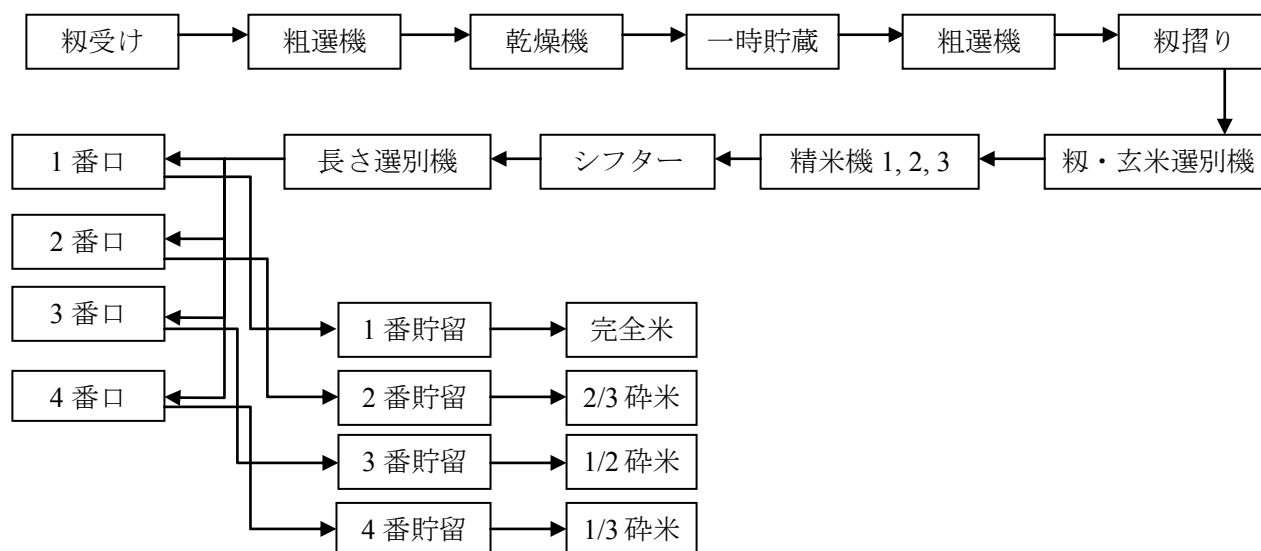 籾受け
粗選機
乾燥機
一時貯蔵
粗選機
籾摺り
籾・玄米選別機
精米機 1, 2, 3
シフター
長さ選別機
1 番口
2 番口
3 番口
4 番口
1 番貯留
完全米
2 番貯留
2/3 砕米
3 番貯留
1/2 砕米
4 番貯留
1/3 砕米